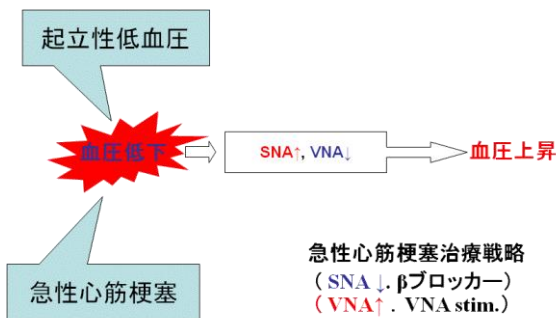 起立性低血圧
血圧低下
SNA↑, VNA↓
血圧上昇
急性心筋梗塞
急性心筋梗塞治療戦略
( SNA ↓. βブロッカー)
( VNA↑ . VNA stim.)